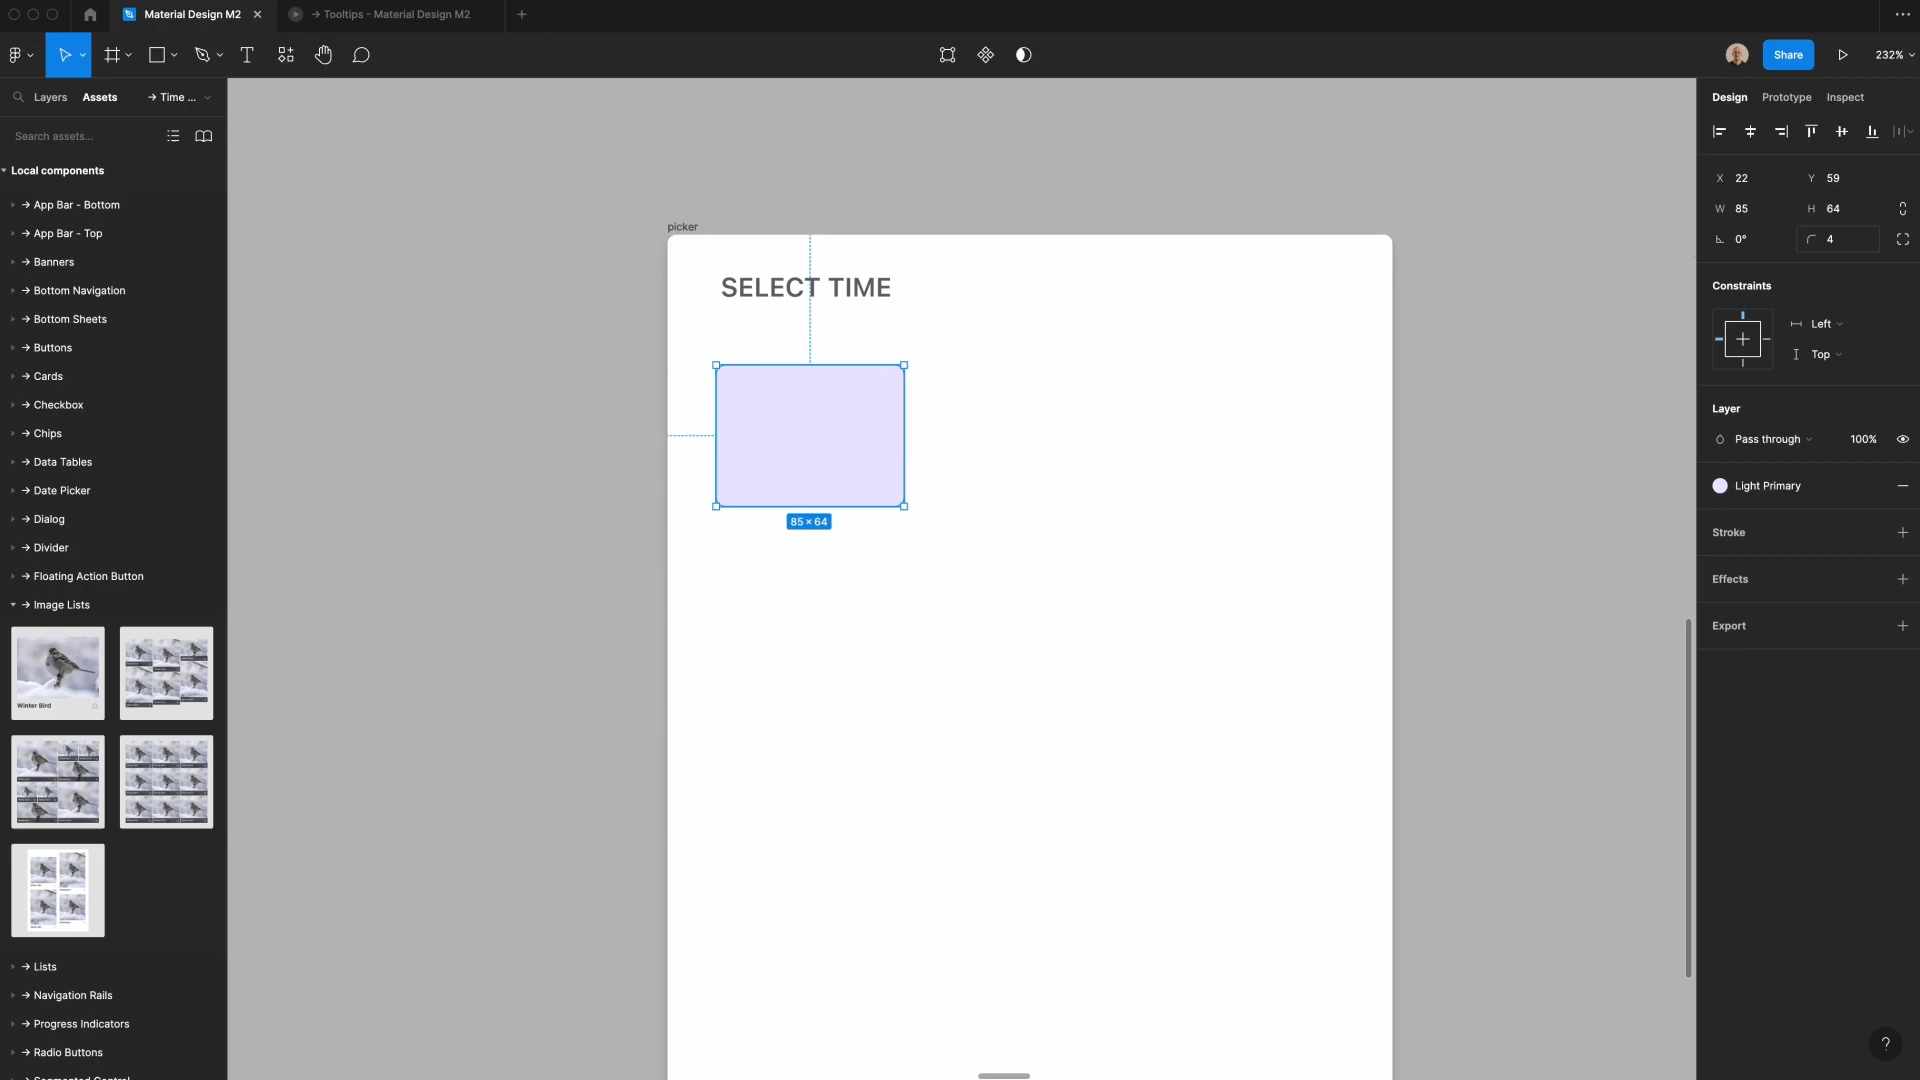 Material Design M2
→ Tooltips - Material Design M2
Share
232%
Layers
Assets
→ Time ...
Search assets...
Local components
→ App Bar - Bottom
→ App Bar - Top
→ Banners
→ Bottom Navigation
→ Bottom Sheets
→ Buttons
→ Cards
→ Checkbox
→ Chips
→ Data Tables
→ Date Picker
→ Dialog
→ Divider
→ Floating Action Button
→ Image Lists
Winter Bird
→ Lists
→ Navigation Rails
→ Progress Indicators
→ Radio Buttons
picker
SELECT TIME
85 × 64
Design
Prototype
Inspect
X 22
Y 59
W 85
H 64
0°
4
Constraints
Left
Top
Layer
Pass through
100%
Light Primary
Stroke
Effects
Export
?